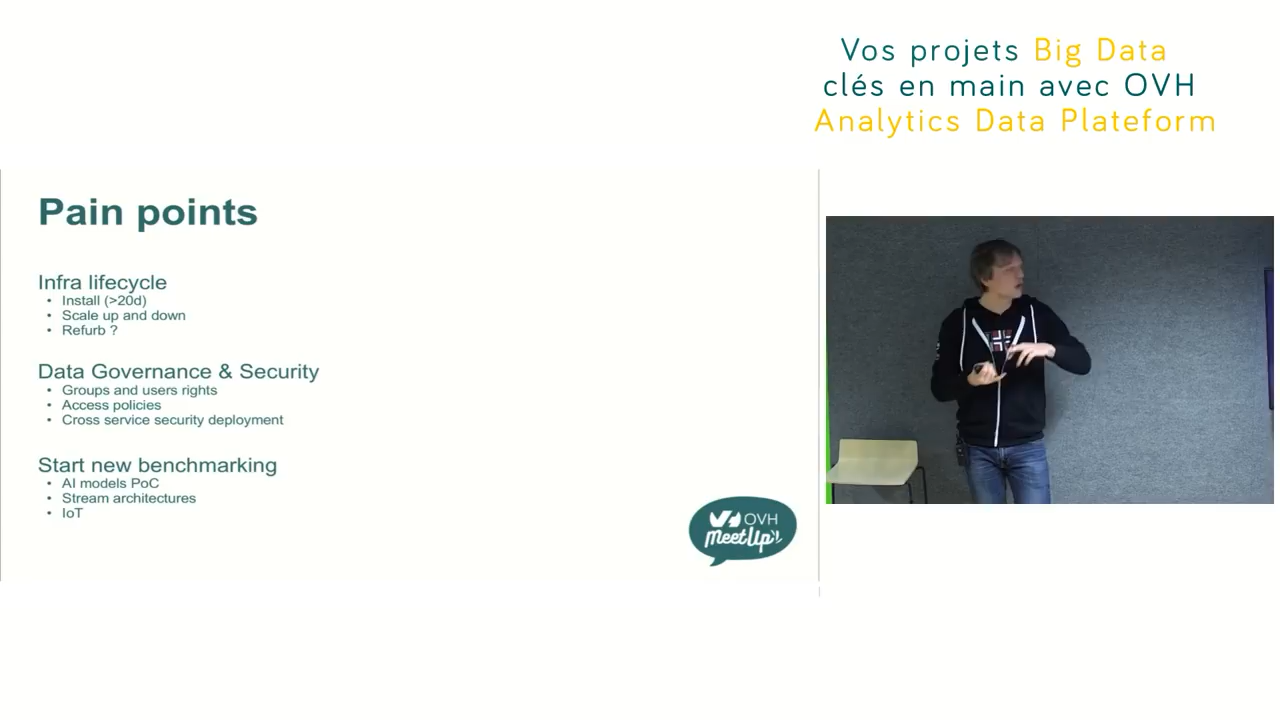 Vos projets Big Data
clés en main avec OVH
Analytics Data Plateform
Pain points
Infra lifecycle
• Install (>20d)
• Scale up and down
• Refurb ?
Data Governance & Security
• Groups and users rights
• Access policies
• Cross service security deployment
Start new benchmarking
• AI models PoC
• Stream architectures
• IoT
OVH
MeetUp